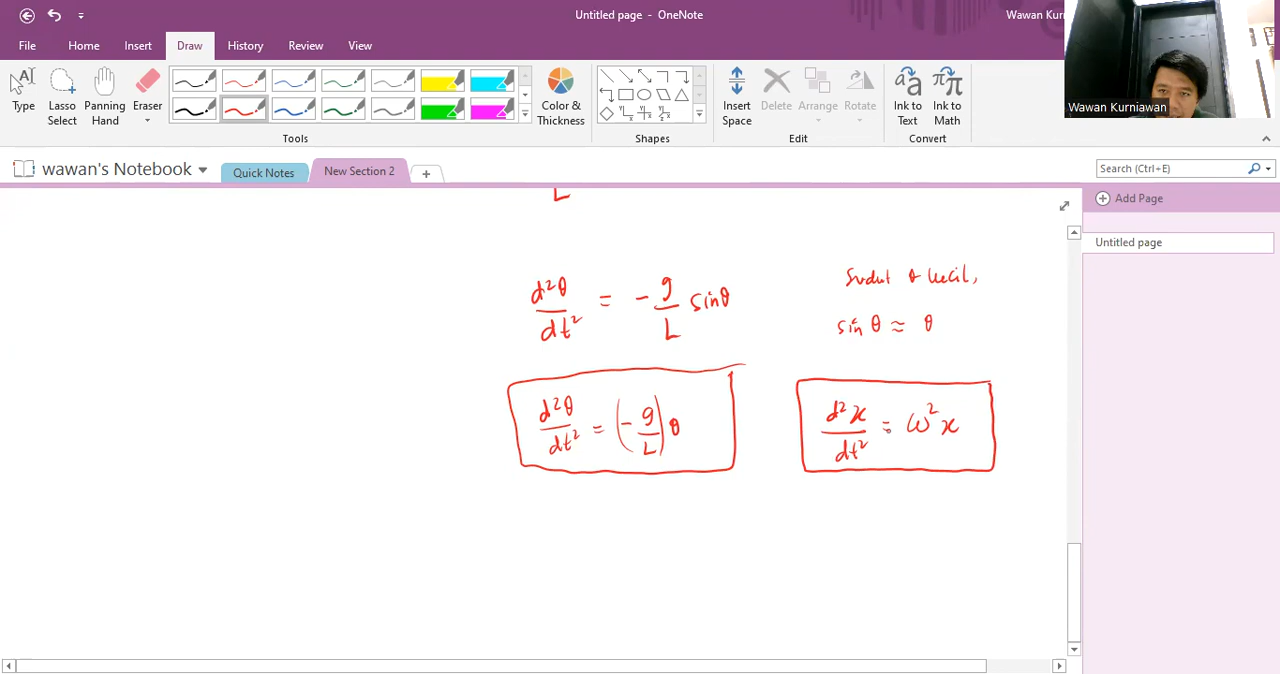 Untitled page - OneNote
Wawan Kur
File Home Insert Draw History Review View
Type
Lasso Select
Panning Hand
Eraser
Color & Thickness
Insert Space
Delete
Arrange
Rotate
Ink to Text
Ink to Math
Wawan Kurniawan
Tools
Shapes
Edit
Convert
wawan's Notebook
Quick Notes
New Section 2
Search (Ctrl+E)
Add Page
Untitled page
L
d²θ/dt² = - g/L sinθ
Sudut θ kecil,
sin θ ≈ θ
d²θ/dt² = (- g/L) θ
d²x/dt² = ω²x